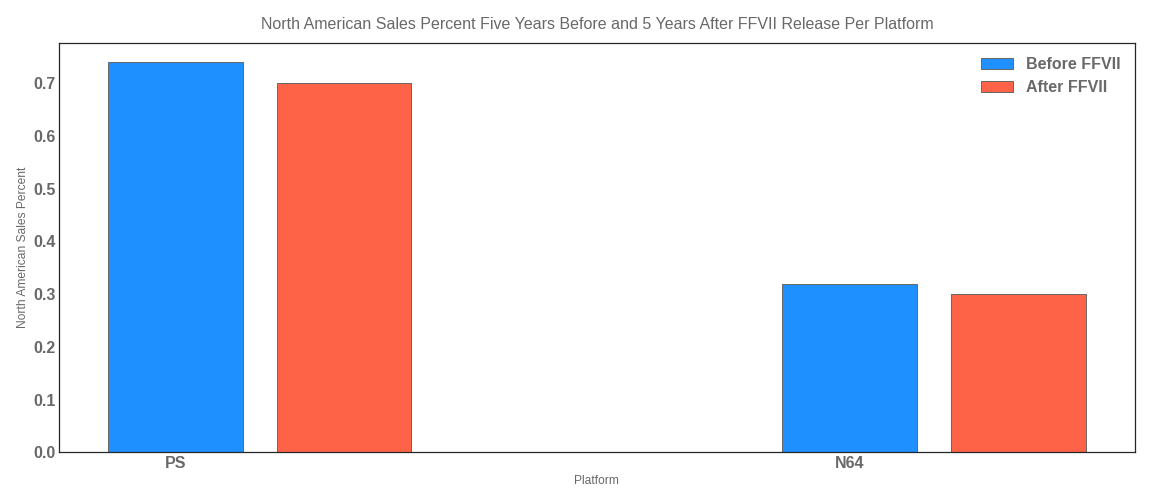 North American Sales Percent Five Years Before and 5 Years After FFVII Release Per Platform
Before FFVII
After FFVII
North American Sales Percent
0.7
0.6
0.5
0.4
0.3
0.2
0.1
0.0
PS
N64
Platform